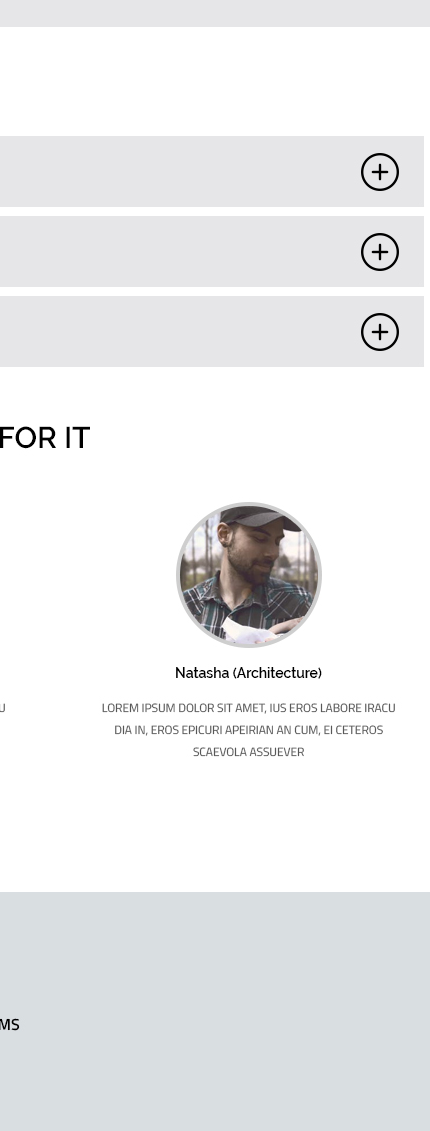 FOR IT
Natasha (Architecture)
U
LOREM IPSUM DOLOR SIT AMET, IUS EROS LABORE IRACU
DIA IN, EROS EPICURI APEIRIAN AN CUM, EI CETEROS
SCAEVOLA ASSUEVER
MS